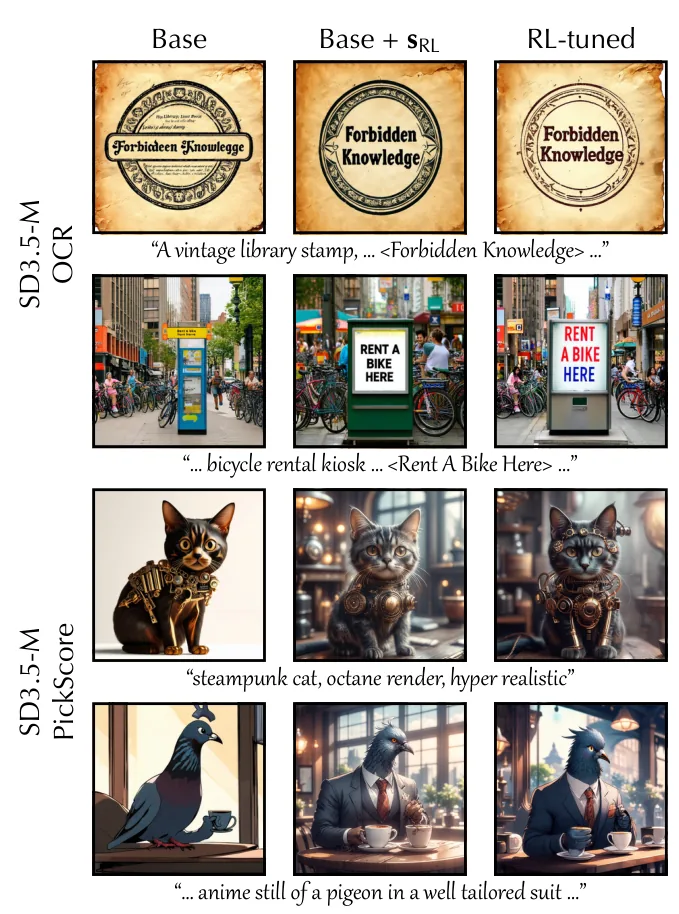 Base
Base + sRL
RL-tuned
SD3.5-M
OCR
Forbiadeen Knowlegge
Forbidden
Knowledge
Forbidden
Knowledge
“A vintage library stamp, ... <Forbidden Knowledge> ...”
RENT A
BIKE
HERE
RENT
A BIKE
HERE
“... bicycle rental kiosk ... <Rent A Bike Here> ...”
SD3.5-M
PickScore
“steampunk cat, octane render, hyper realistic”
“... anime still of a pigeon in a well tailored suit ...”